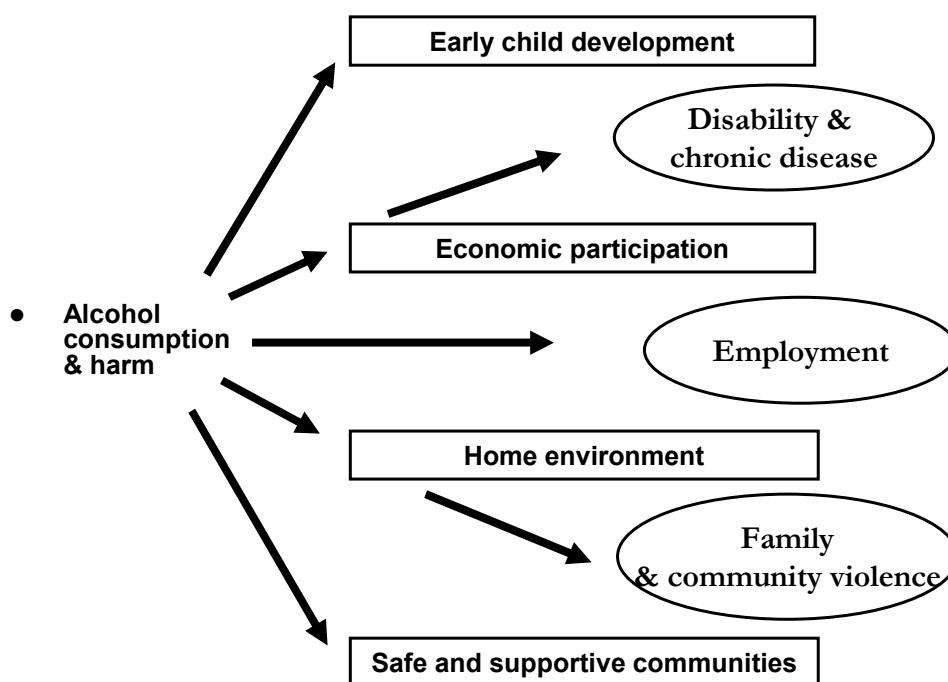 Early child development
Disability &
chronic disease
Economic participation
• Alcohol
consumption
& harm
Employment
Home environment
Family
& community violence
Safe and supportive communities